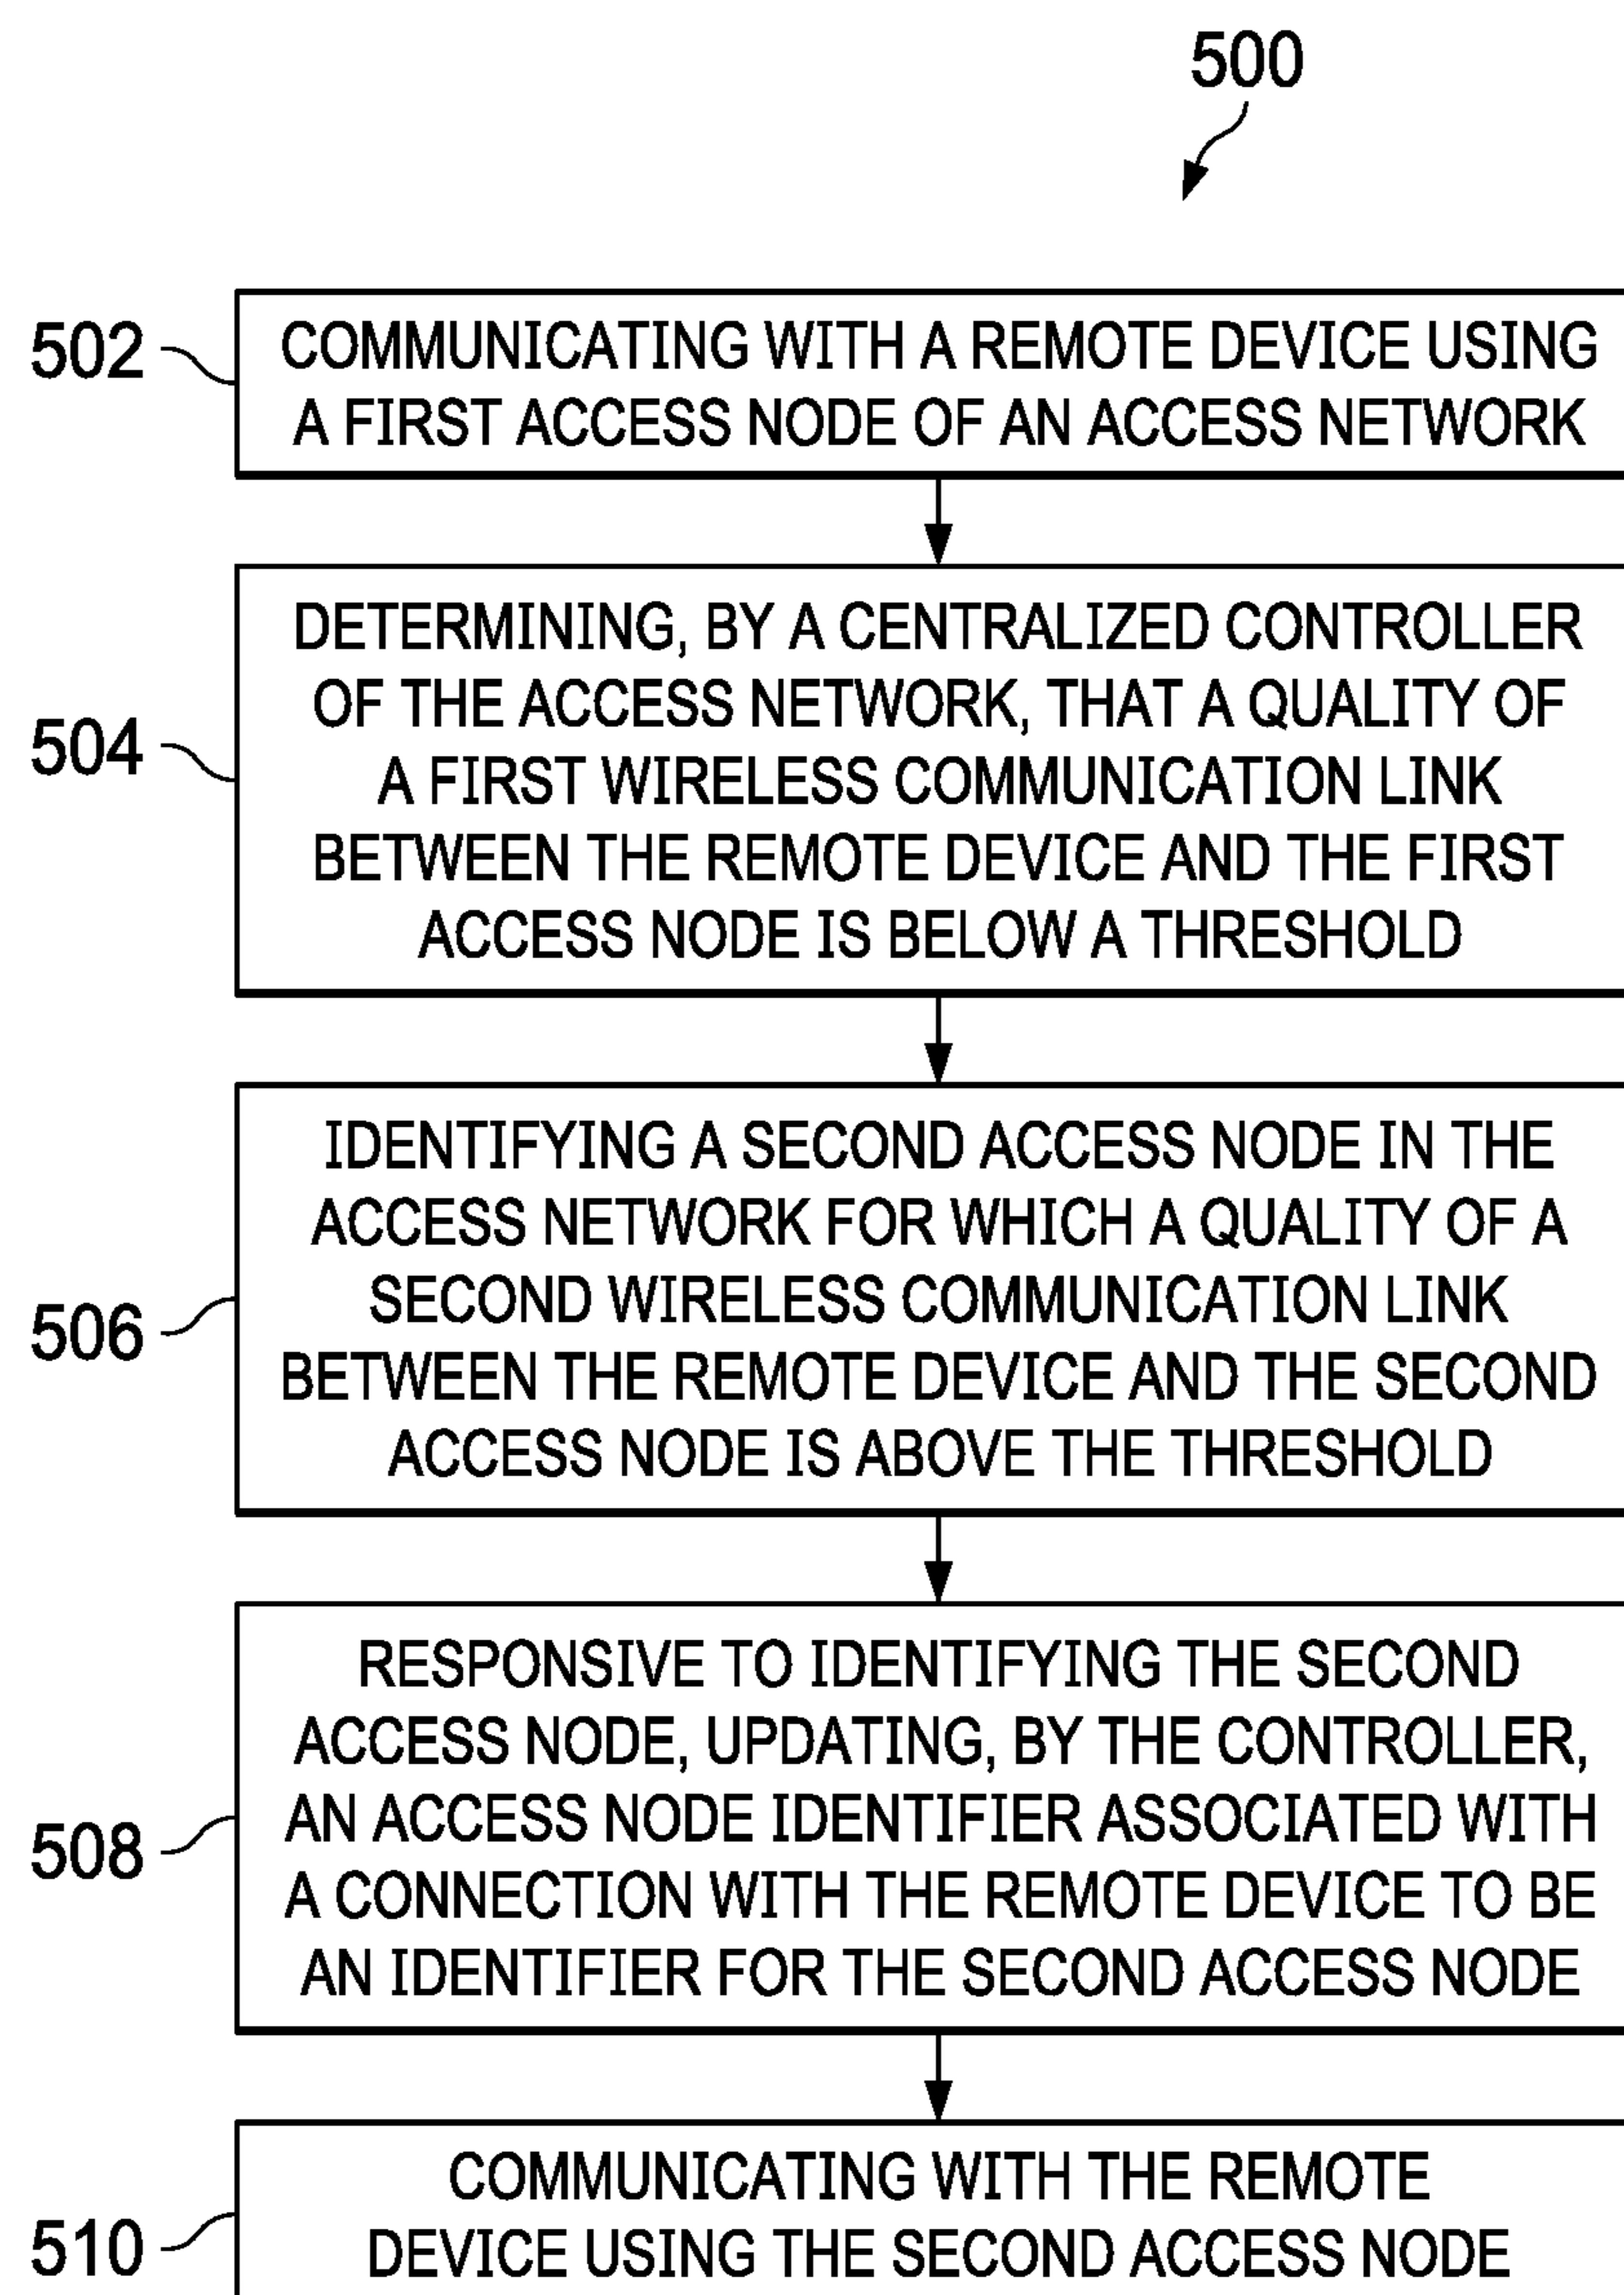 500
502
COMMUNICATING WITH A REMOTE DEVICE USING
A FIRST ACCESS NODE OF AN ACCESS NETWORK
DETERMINING, BY A CENTRALIZED CONTROLLER
OF THE ACCESS NETWORK, THAT A QUALITY OF
504
A FIRST WIRELESS COMMUNICATION LINK
BETWEEN THE REMOTE DEVICE AND THE FIRST
ACCESS NODE IS BELOW A THRESHOLD
IDENTIFYING A SECOND ACCESS NODE IN THE
ACCESS NETWORK FOR WHICH A QUALITY OF A
SECOND WIRELESS COMMUNICATION LINK
506
BETWEEN THE REMOTE DEVICE AND THE SECOND
ACCESS NODE IS ABOVE THE THRESHOLD
RESPONSIVE TO IDENTIFYING THE SECOND
ACCESS NODE, UPDATING, BY THE CONTROLLER,
AN ACCESS NODE IDENTIFIER ASSOCIATED WITH
508
A CONNECTION WITH THE REMOTE DEVICE TO BE
AN IDENTIFIER FOR THE SECOND ACCESS NODE
COMMUNICATING WITH THE REMOTE
510
DEVICE USING THE SECOND ACCESS NODE